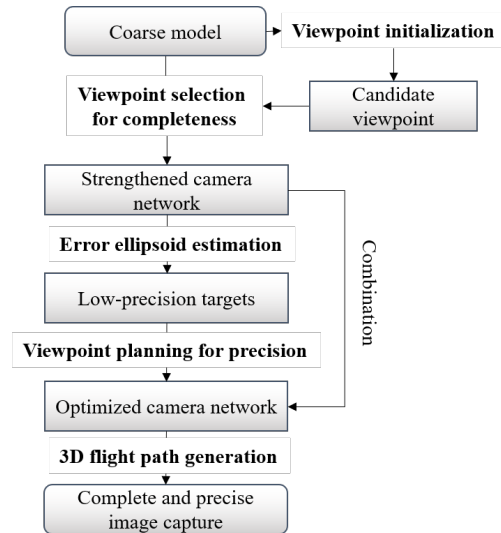 Coarse model
Viewpoint initialization
Viewpoint selection
for completeness
Candidate
viewpoint
Strengthened camera
network
Error ellipsoid estimation
Combination
Low-precision targets
Viewpoint planning for precision
Optimized camera network
3D flight path generation
Complete and precise
image capture